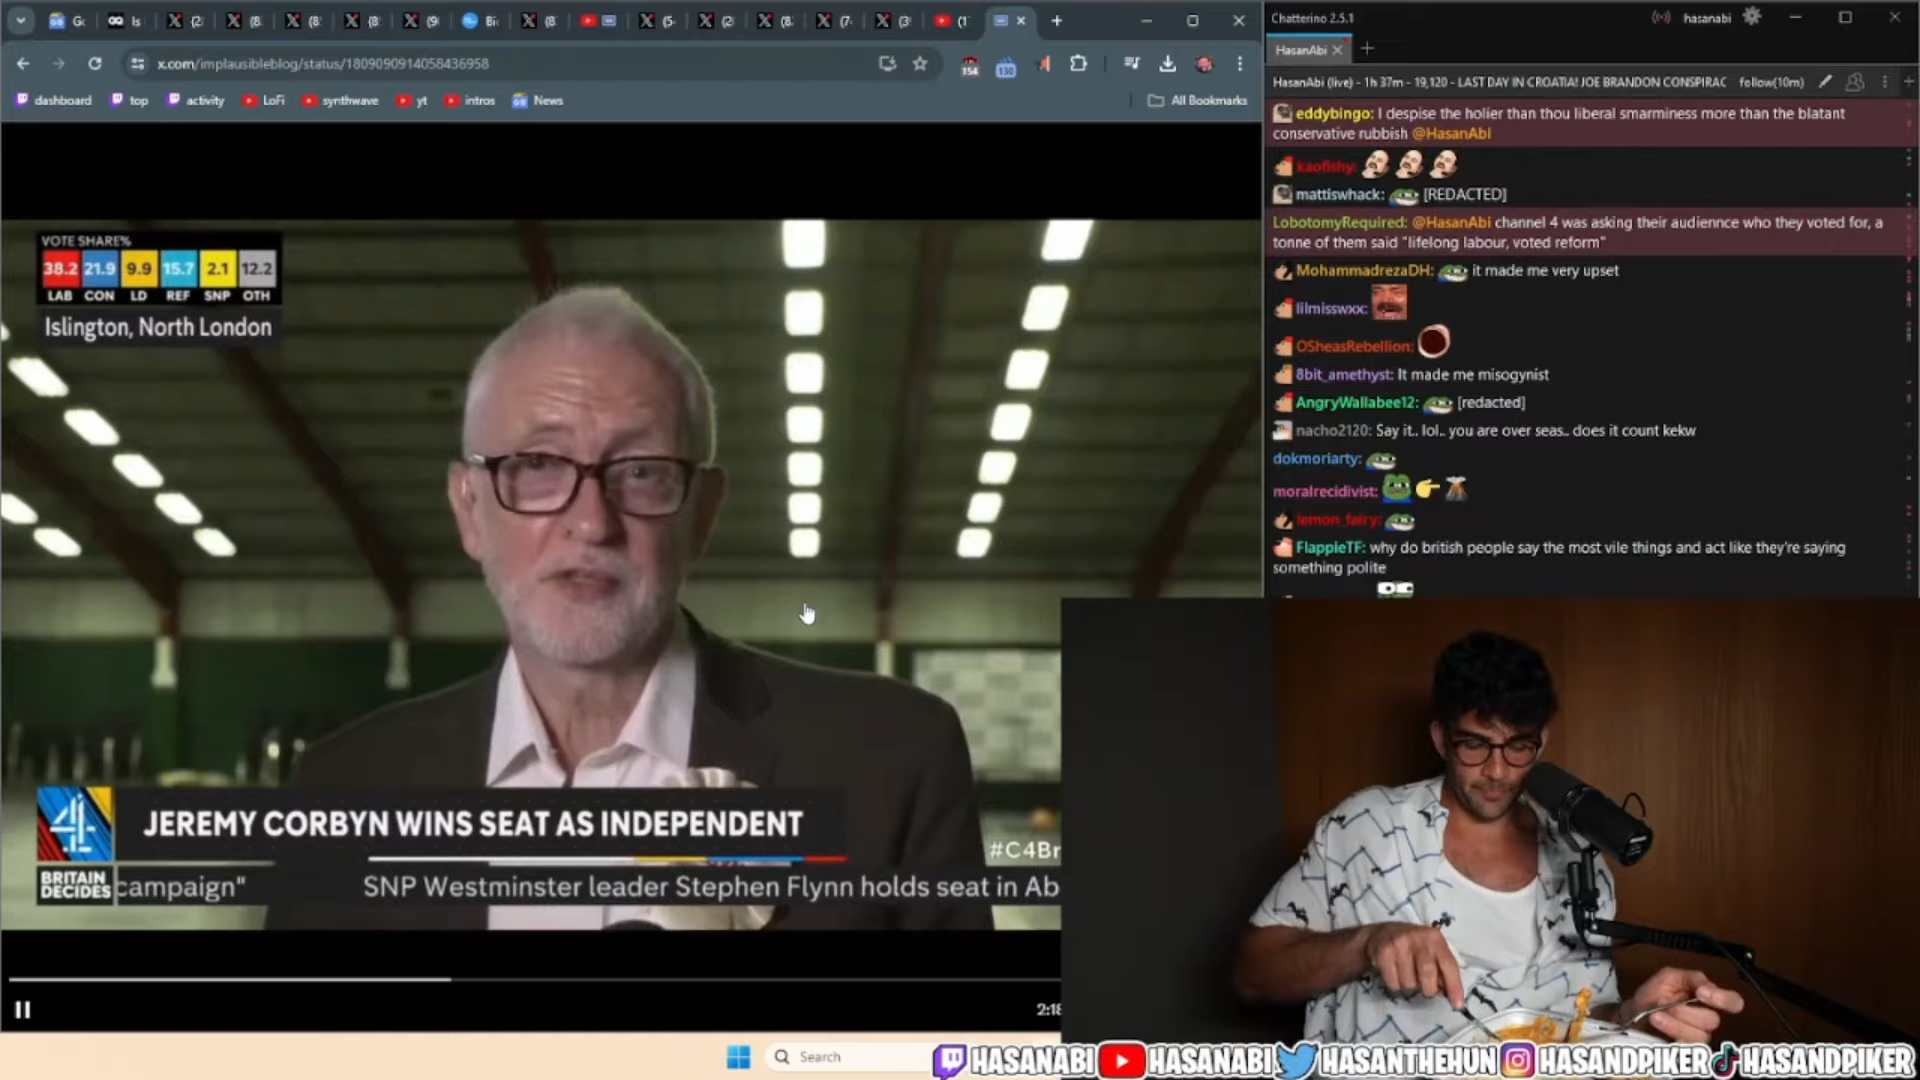 x.com/implausibleblog/status/1809090914058436958
154
130
dashboard
top
activity
LoFi
synthwave
yt
intros
News
All Bookmarks
VOTE SHARE%
38.2 21.9 9.9 15.7 2.1 12.2
LAB CON LD REF SNP OTH
Islington, North London
JEREMY CORBYN WINS SEAT AS INDEPENDENT
#C4Br
BRITAIN
DECIDES
campaign" SNP Westminster leader Stephen Flynn holds seat in Ab
Search
Chatterino 2.5.1
hasanabi
HasanAbi
HasanAbi (live) - 1h 37m - 19,120 - LAST DAY IN CROATIA! JOE BRANDON CONSPIRAC follow(10m)
eddybingo: I despise the holier than thou liberal smarminess more than the blatant
conservative rubbish @HasanAbi
kaofishy:
mattiswhack: [REDACTED]
LobotomyRequired: @HasanAbi channel 4 was asking their audiennce who they voted for, a
tonne of them said "lifelong labour, voted reform"
MohammadrezaDH: it made me very upset
lilmisswxx:
OSheasRebellion:
8bit_amethyst: It made me misogynist
AngryWallabee12: [redacted]
nacho2120: Say it.. lol.. you are over seas.. does it count kekw
dokmoriarty:
moralrecidivist:
lemon_fairy:
FlappieTF: why do british people say the most vile things and act like they're saying
something polite
HASANABI HASANABI HASANTHEHUN HASANDPIKER HASANDPIKER